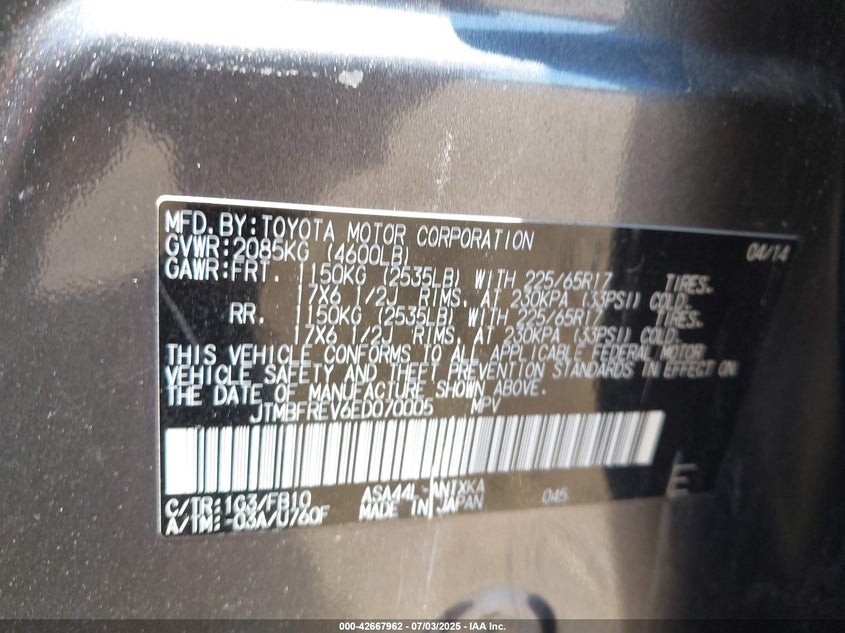 MFD.BY:TOYOTA MOTOR CORPORATION 04/14
GVWR:2085KG (4600LB)
GAWR:FRT. 1150KG (2535LB) WITH 225/65R17 TIRES.
17X6 1/2J RIMS. AT 230KPA (33PSI) COLD.
RR. 1150KG (2535LB) WITH 225/65R17 TIRES.
17X6 1/2J RIMS. AT 230KPA (33PSI) COLD.
THIS VEHICLE CONFORMS TO ALL APPLICABLE FEDERAL MOTOR
VEHICLE SAFETY AND THEFT PREVENTION STANDARDS IN EFFECT ON
THE DATE OF MANUFACTURE SHOWN ABOVE.
JTMBFREV6ED070005 MPV
C/TR:1G3/FB10 ASA44L-ANTXKA 045 E
A/TM:-03A/U760F MADE IN JAPAN
000-42667962 - 07/03/2025 - IAA Inc.